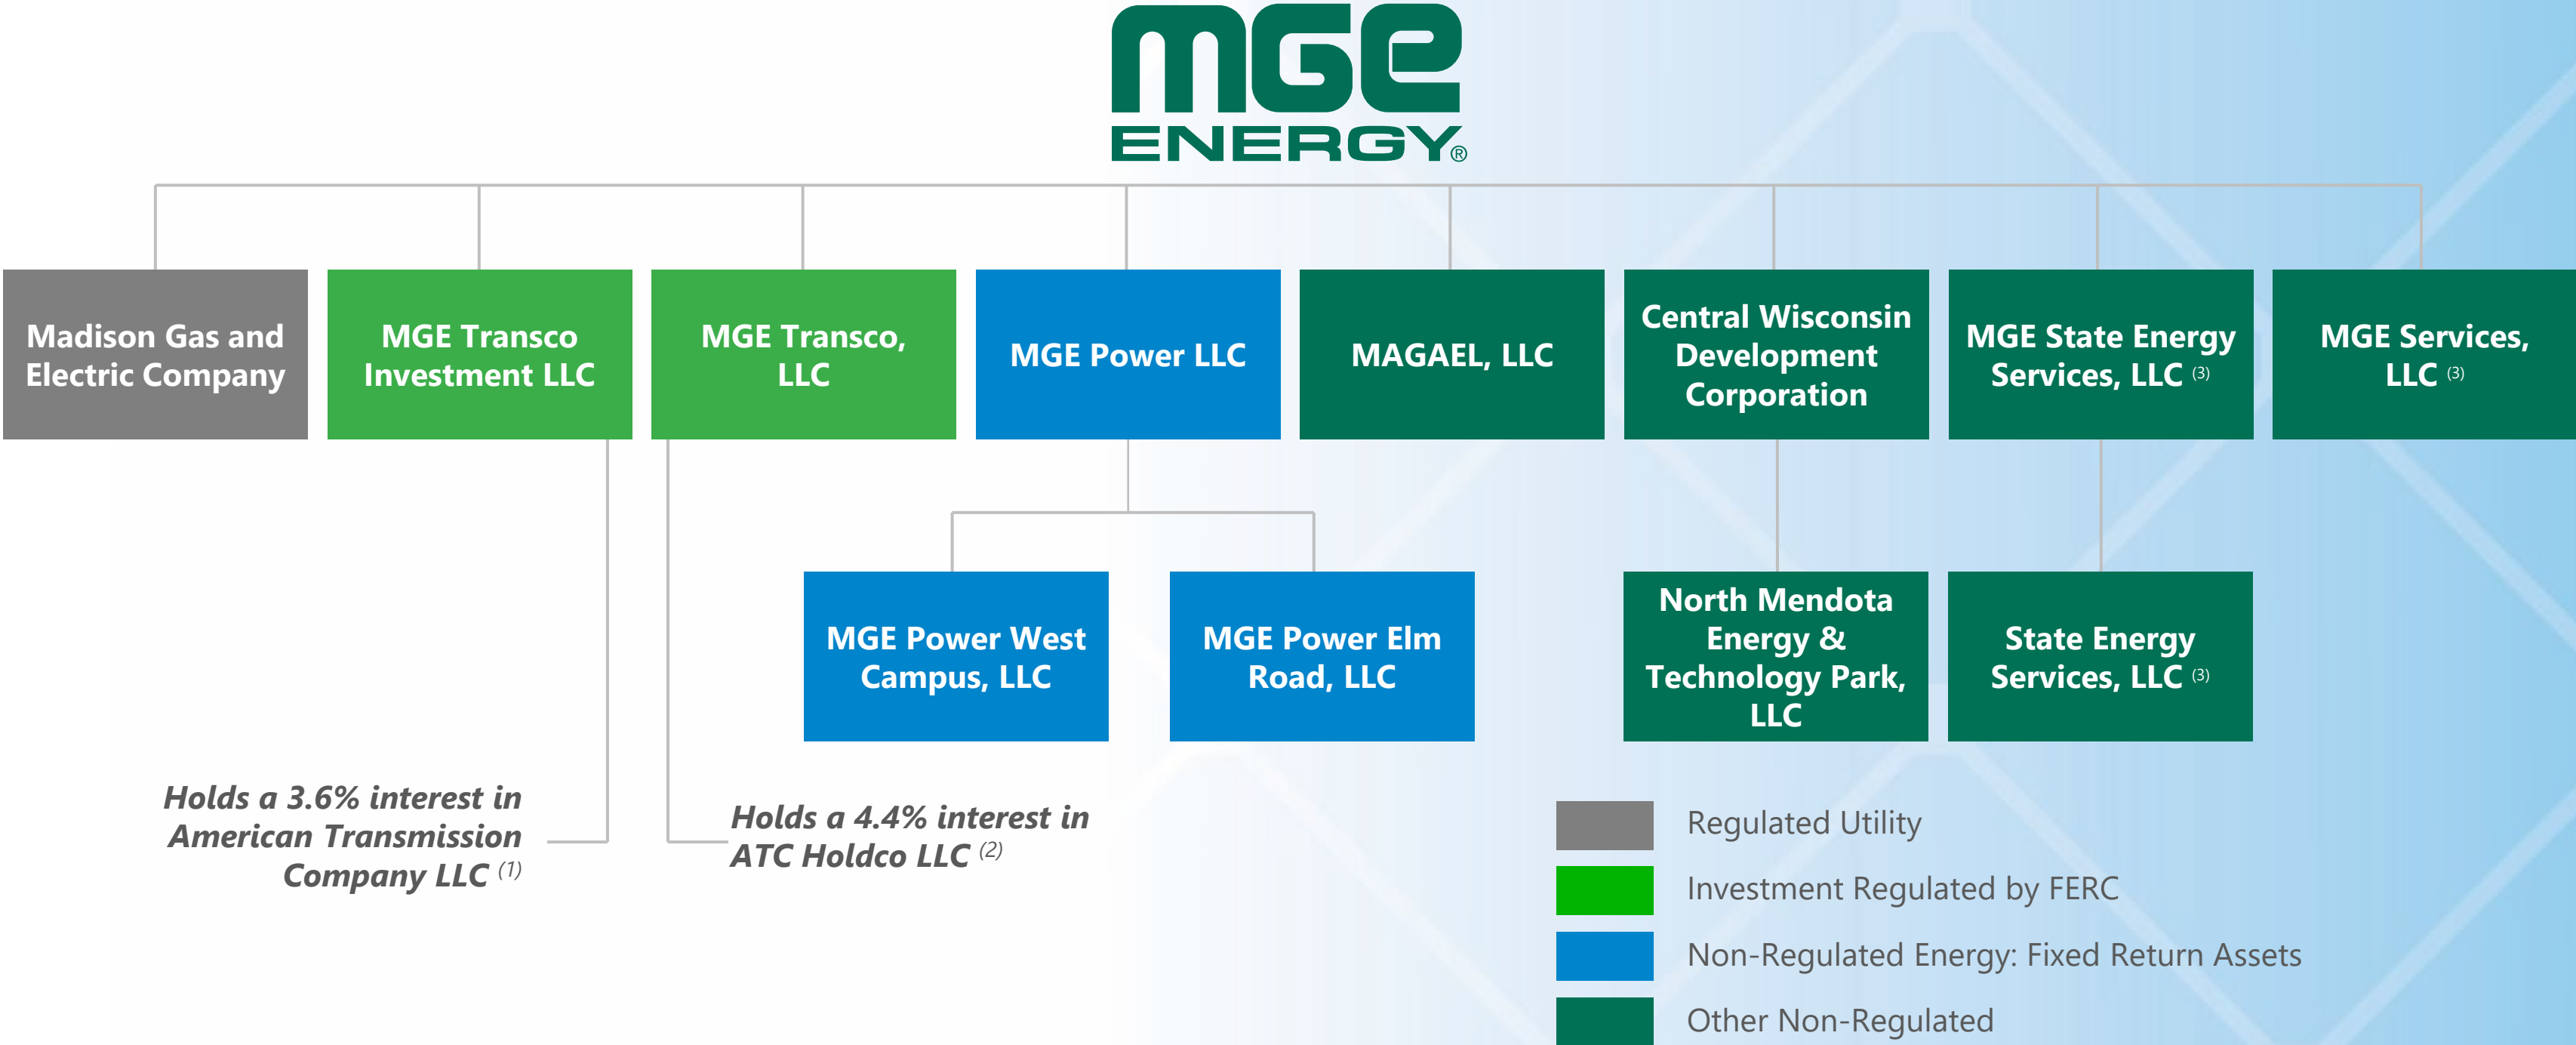 mGe
ENERGY®
Madison Gas and
Electric Company
MGE Transco
Investment LLC
MGE Transco,
LLC
MGE Power LLC
MAGAEL, LLC
Central Wisconsin
Development
Corporation
MGE State Energy
Services, LLC (3)
MGE Services,
LLC (3)
MGE Power West
Campus, LLC
MGE Power Elm
Road, LLC
North Mendota
Energy &
Technology Park,
LLC
State Energy
Services, LLC (3)
Holds a 3.6% interest in
American Transmission
Company LLC (1)
Holds a 4.4% interest in
ATC Holdco LLC (2)
Regulated Utility
Investment Regulated by FERC
Non-Regulated Energy: Fixed Return Assets
Other Non-Regulated